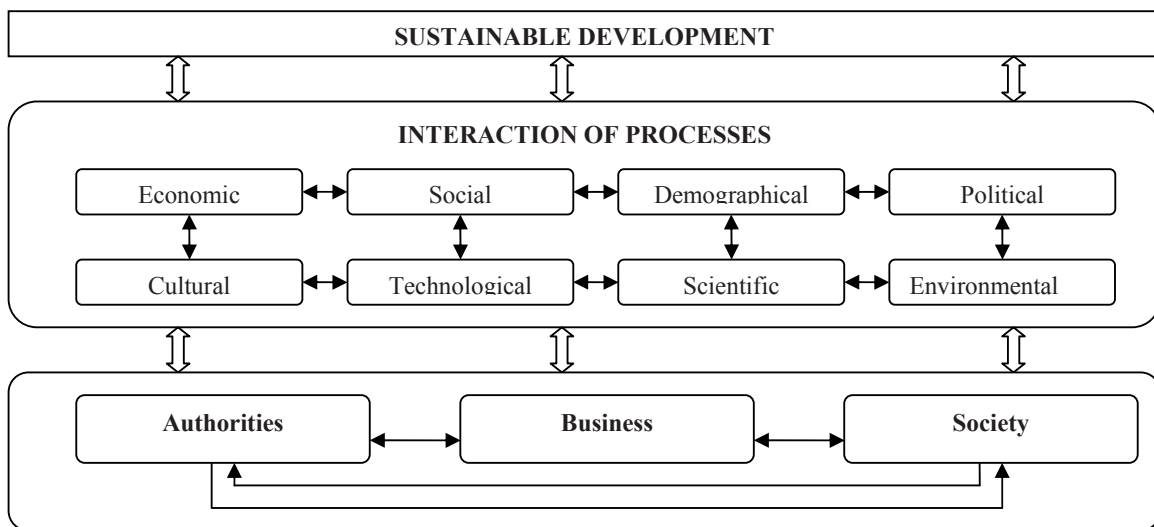 SUSTAINABLE DEVELOPMENT
INTERACTION OF PROCESSES
Economic
Social
Demographical
Political
Cultural
Technological
Scientific
Environmental
Authorities
Business
Society